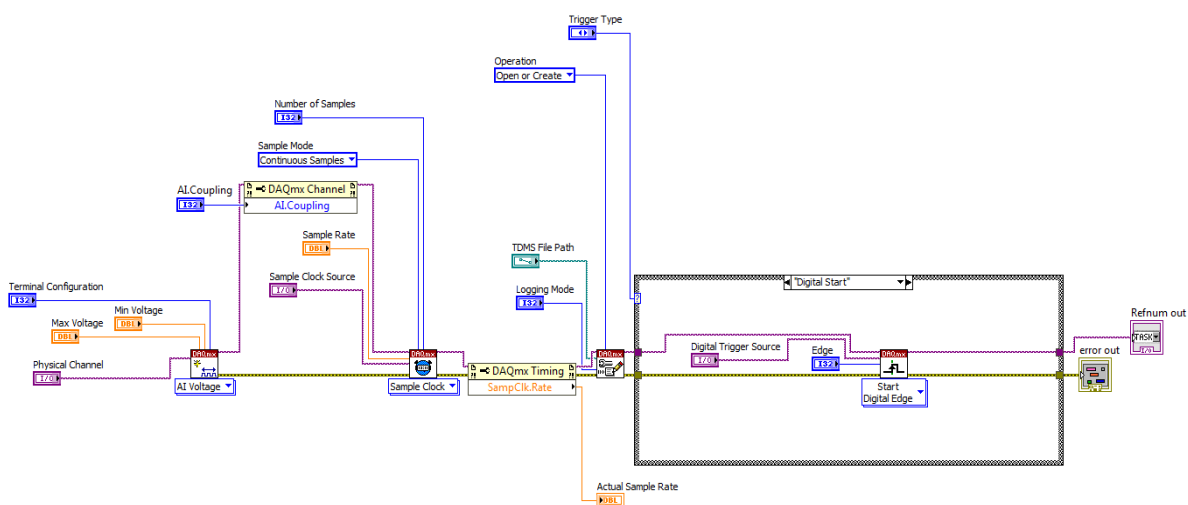 Trigger Type
Operation
Open or Create
Number of Samples
I32
Sample Mode
Continuous Samples
AI.Coupling
I32
DAQmx Channel
AI.Coupling
Sample Rate
DBL
Sample Clock Source
I/O
TDMS File Path
Logging Mode
I32
"Digital Start"
Terminal Configuration
I32
Min Voltage
DBL
Max Voltage
DBL
Physical Channel
I/O
DAQmx
AI Voltage
DAQmx
Sample Clock
DAQmx Timing
SampClk.Rate
DAQmx
Digital Trigger Source
I/O
Edge
I32
DAQmx
Start
Digital Edge
Refnum out
TASK
I/O
error out
Actual Sample Rate
DBL